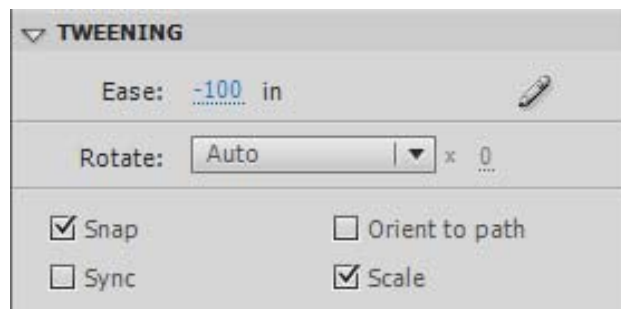 TWEENING
Ease: -100 in
Rotate: Auto x 0
Snap Orient to path
Sync Scale